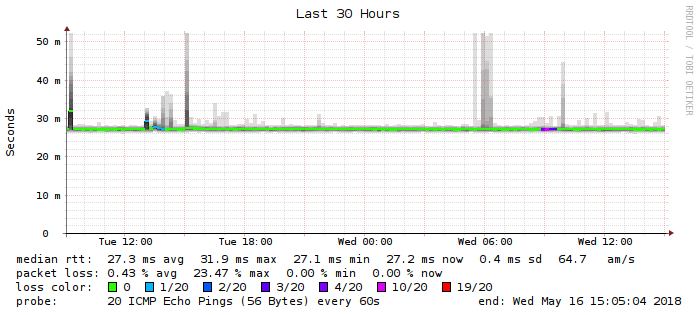 Last 30 Hours
RRDTOOL / TOBI OETIKER
Seconds
50 m
40 m
30 m
20 m
10 m
0
Tue 12:00 Tue 18:00 Wed 00:00 Wed 06:00 Wed 12:00
median rtt: 27.3 ms avg 31.9 ms max 27.1 ms min 27.2 ms now 0.4 ms sd 64.7 am/s
packet loss: 0.43 % avg 23.47 % max 0.00 % min 0.00 % now
loss color: 0 1/20 2/20 3/20 4/20 10/20 19/20
probe: 20 ICMP Echo Pings (56 Bytes) every 60s end: Wed May 16 15:05:04 2018